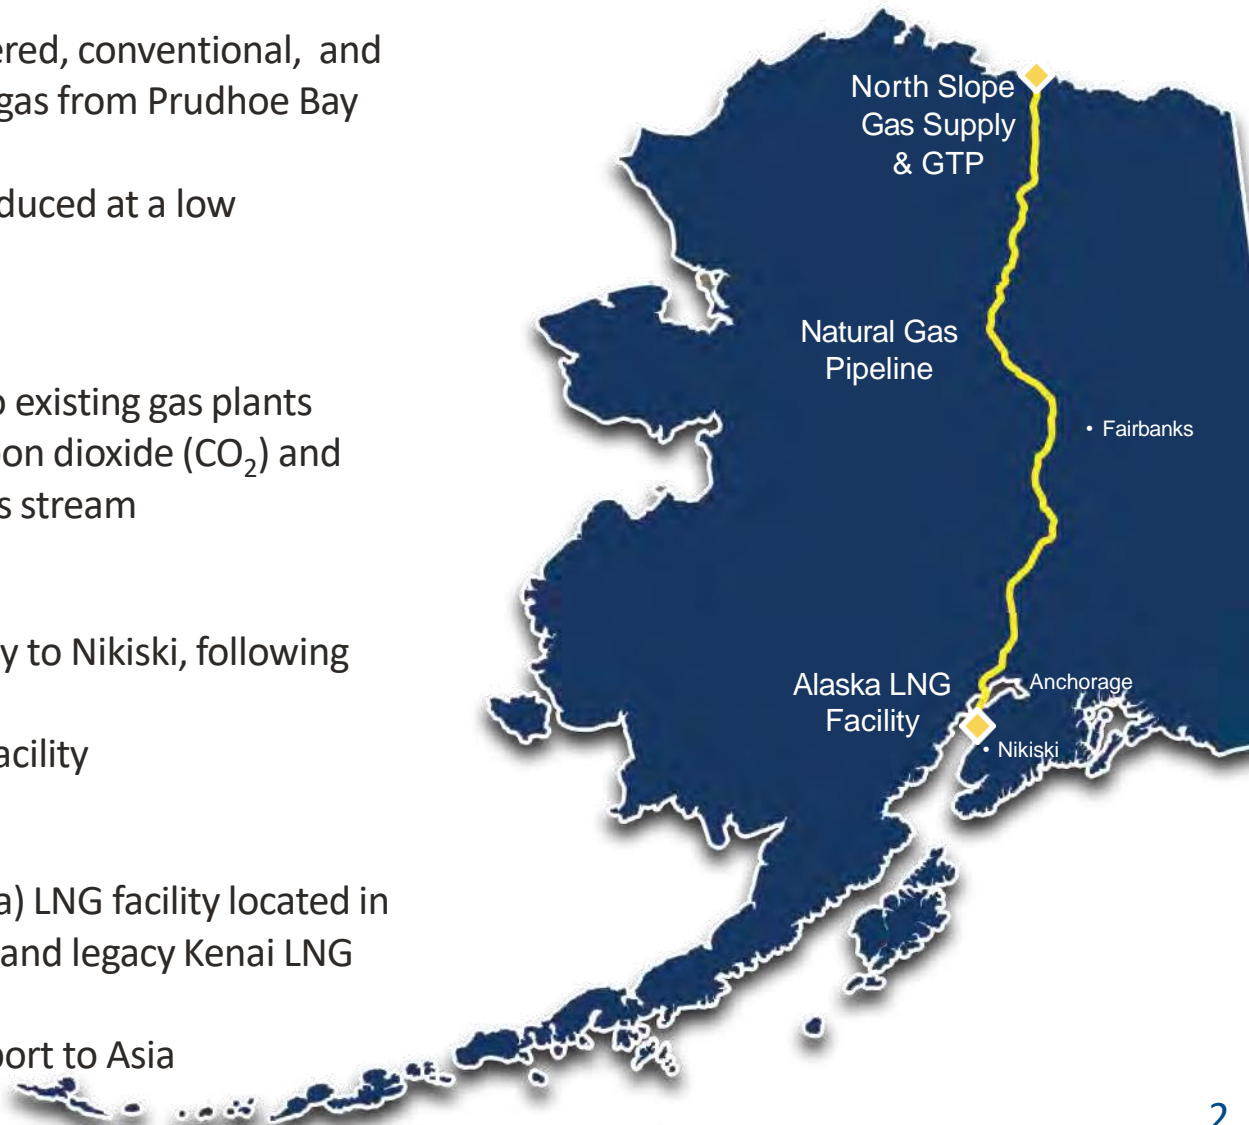 ered, conventional, and
gas from Prudhoe Bay
duced at a low
o existing gas plants
bon dioxide (CO₂) and
s stream
y to Nikiski, following
acility
a) LNG facility located in
and legacy Kenai LNG
port to Asia
North Slope
Gas Supply
& GTP
Natural Gas
Pipeline
• Fairbanks
Alaska LNG
Facility
Anchorage
• Nikiski
2